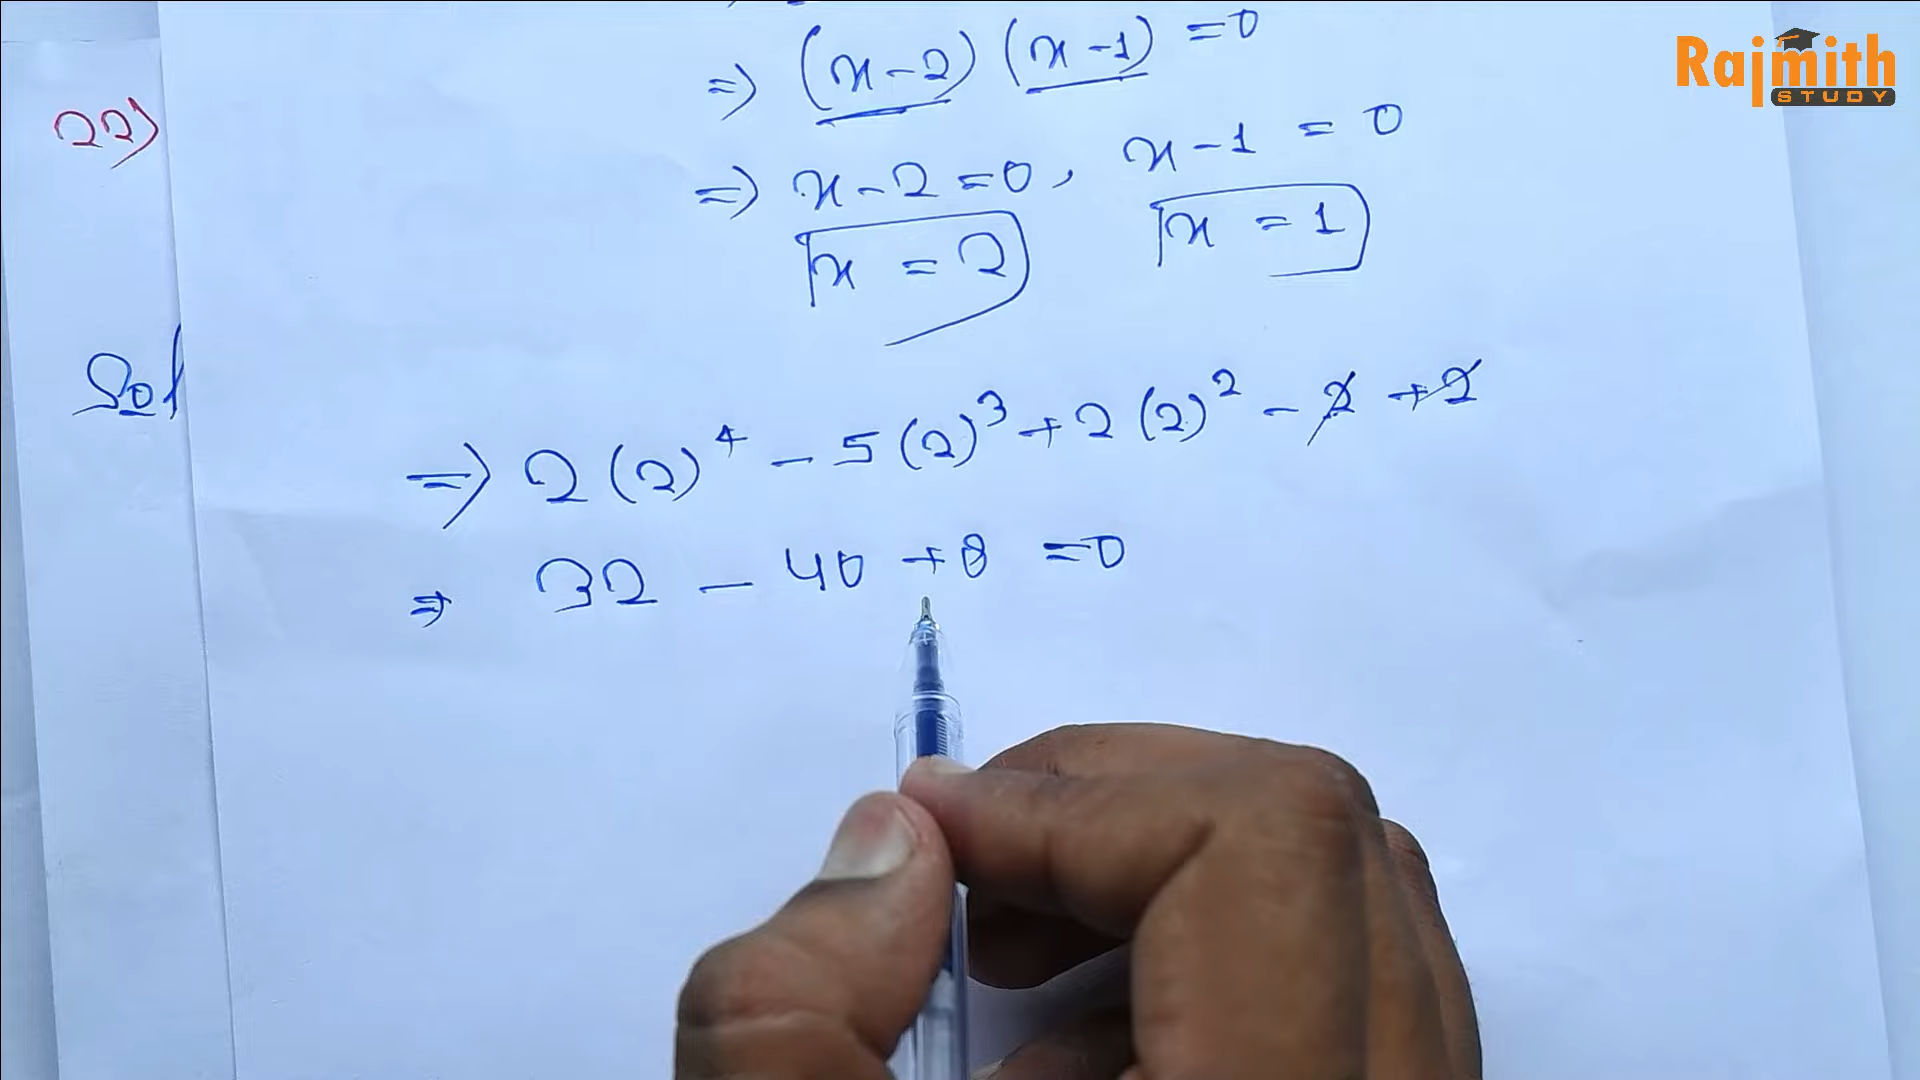 Rajmith
STUDY
⇒ (x-2) (x-1) =0
22)
⇒ x-2=0, x-1 = 0
x = 2 x = 1
Sol
⇒ 2(2)⁴ - 5(2)³ + 2(2)² - 2 + 2
⇒ 32 - 40 + 8 =0